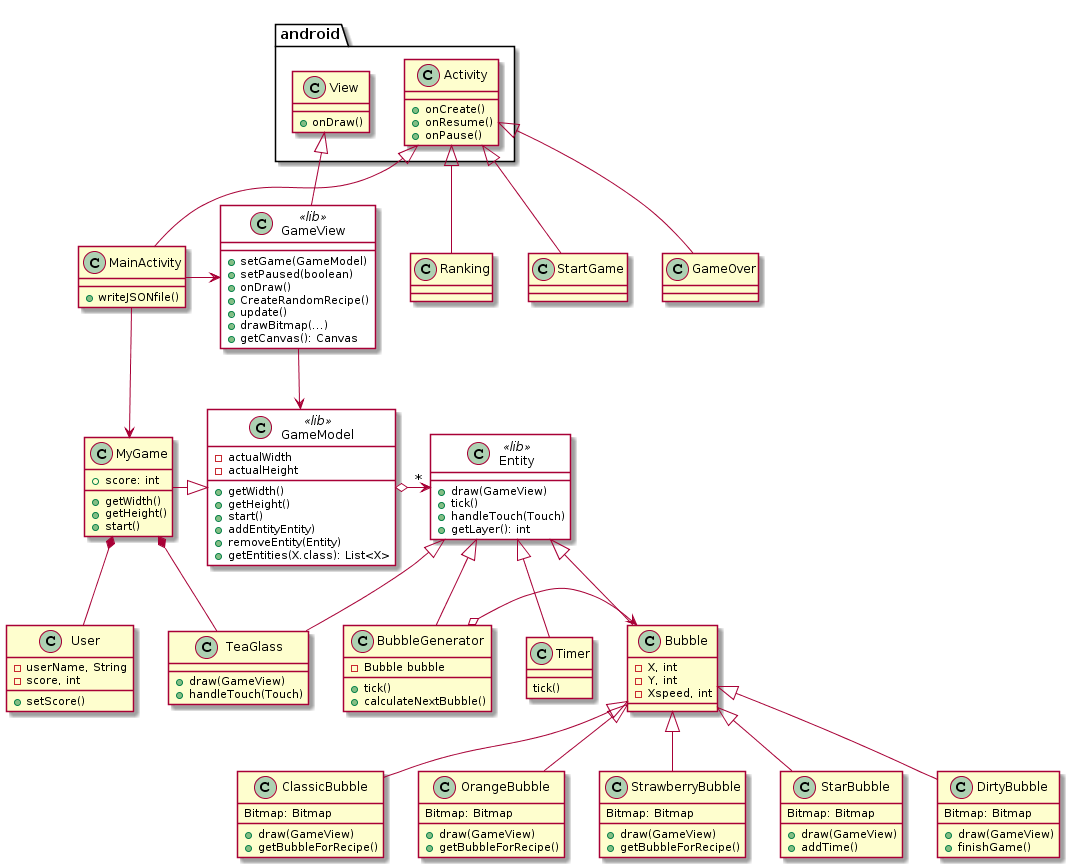 android
C View
onDraw()
C Activity
onCreate()
onResume()
onPause()
C MainActivity
writeJSONfile()
C «lib»
GameView
setGame(GameModel)
setPaused(boolean)
onDraw()
CreateRandomRecipe()
update()
drawBitmap(...)
getCanvas(): Canvas
C Ranking
C StartGame
C GameOver
C MyGame
score: int
getWidth()
getHeight()
start()
C «lib»
GameModel
actualWidth
actualHeight
getWidth()
getHeight()
start()
addEntityEntity)
removeEntity(Entity)
getEntities(X.class): List<X>
*
C «lib»
Entity
draw(GameView)
tick()
handleTouch(Touch)
getLayer(): int
C User
userName, String
score, int
setScore()
C TeaGlass
draw(GameView)
handleTouch(Touch)
C BubbleGenerator
Bubble bubble
tick()
calculateNextBubble()
C Timer
tick()
C Bubble
X, int
Y, int
Xspeed, int
C ClassicBubble
Bitmap: Bitmap
draw(GameView)
getBubbleForRecipe()
C OrangeBubble
Bitmap: Bitmap
draw(GameView)
getBubbleForRecipe()
C StrawberryBubble
Bitmap: Bitmap
draw(GameView)
getBubbleForRecipe()
C StarBubble
Bitmap: Bitmap
draw(GameView)
addTime()
C DirtyBubble
Bitmap: Bitmap
draw(GameView)
finishGame()